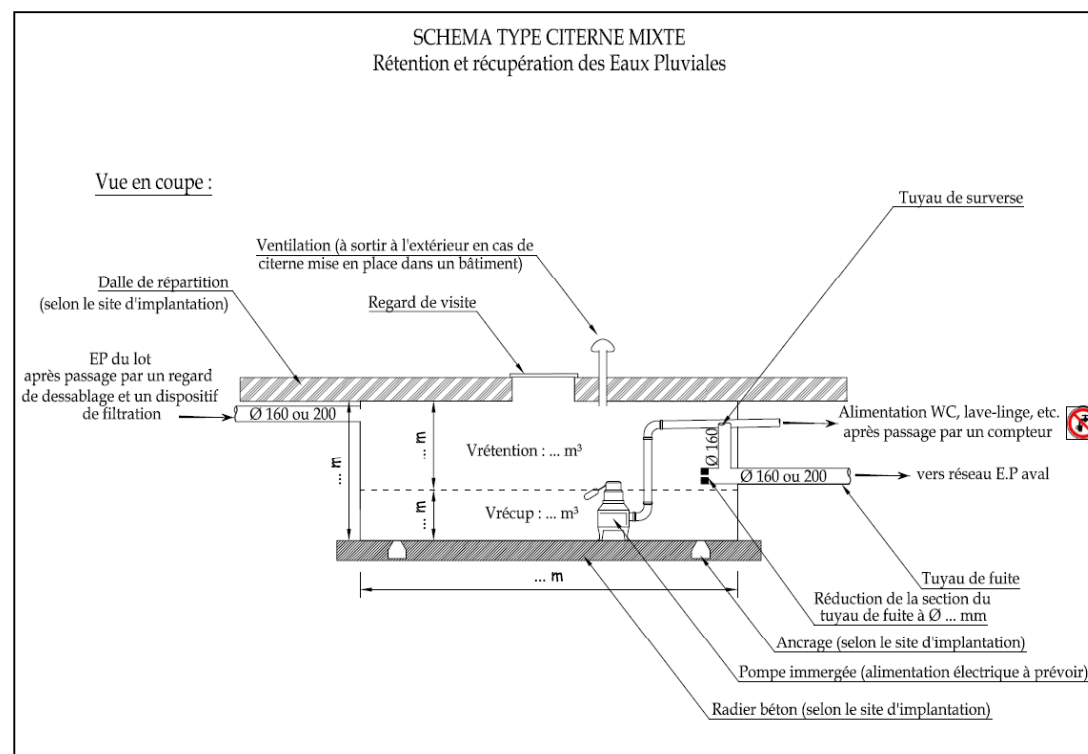 SCHEMA TYPE CITERNE MIXTE
Rétention et récupération des Eaux Pluviales
Vue en coupe :
Tuyau de surverse
Ventilation (à sortir à l'extérieur en cas de
citerne mise en place dans un bâtiment)
Dalle de répartition
(selon le site d'implantation)
Regard de visite
EP du lot
après passage par un regard
de dessablage et un dispositif
de filtration
Ø 160 ou 200
Alimentation WC, lave-linge, etc.
après passage par un compteur
... m
... m
Vrétention : ... m³
Ø 160
Ø 160 ou 200
vers réseau E.P aval
... m
Vrécup : ... m³
... m
Tuyau de fuite
Réduction de la section du
tuyau de fuite à Ø ... mm
Ancrage (selon le site d'implantation)
Pompe immergée (alimentation électrique à prévoir)
Radier béton (selon le site d'implantation)